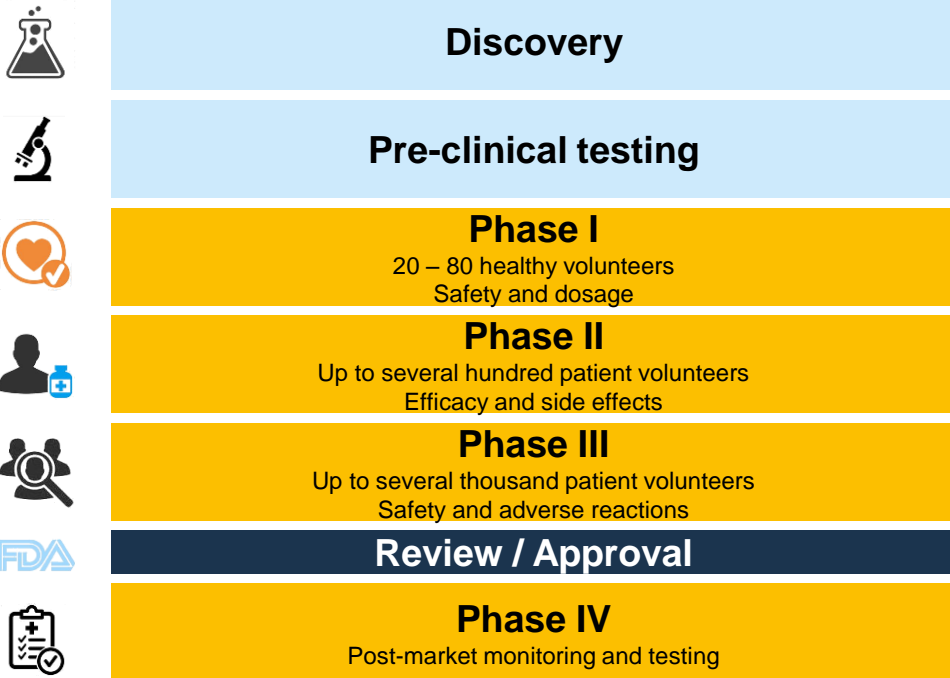 Discovery
Pre-clinical testing
Phase I
20 – 80 healthy volunteers
Safety and dosage
Phase II
Up to several hundred patient volunteers
Efficacy and side effects
Phase III
Up to several thousand patient volunteers
Safety and adverse reactions
FDA
Review / Approval
Phase IV
Post-market monitoring and testing